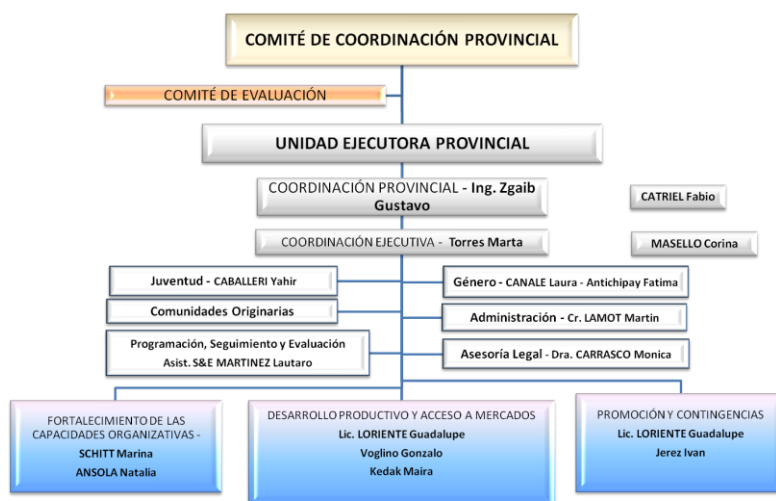 COMITÉ DE COORDINACIÓN PROVINCIAL
COMITÉ DE EVALUACIÓN
UNIDAD EJECUTORA PROVINCIAL
COORDINACIÓN PROVINCIAL - Ing. Zgaib
Gustavo
CATRIEL Fabio
COORDINACIÓN EJECUTIVA - Torres Marta
MASELLO Corina
Juventud - CABALLERI Yahir
Género - CANALE Laura - Antichipay Fatima
Comunidades Originarias
Administración - Cr. LAMOT Martin
Programación, Seguimiento y Evaluación
Asist. S&E MARTINEZ Lautaro
Asesoría Legal - Dra. CARRASCO Monica
FORTALECIMIENTO DE LAS
CAPACIDADES ORGANIZATIVAS -
SCHITT Marina
ANSOLA Natalia
DESARROLLO PRODUCTIVO Y ACCESO A MERCADOS
Lic. LORIENTE Guadalupe
Voglino Gonzalo
Kedak Maira
PROMOCIÓN Y CONTINGENCIAS
Lic. LORIENTE Guadalupe
Jerez Ivan